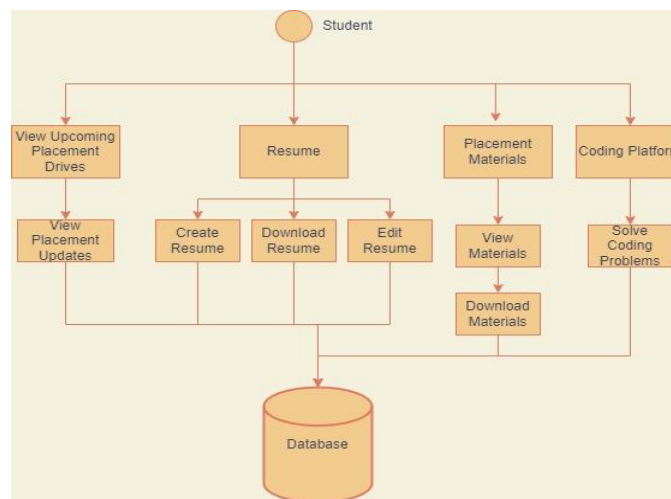 Student
View Upcoming
Placement
Drives
Resume
Placement
Materials
Coding Platform
View
Placement
Updates
Create
Resume
Download
Resume
Edit
Resume
View
Materials
Solve
Coding
Problems
Download
Materials
Database